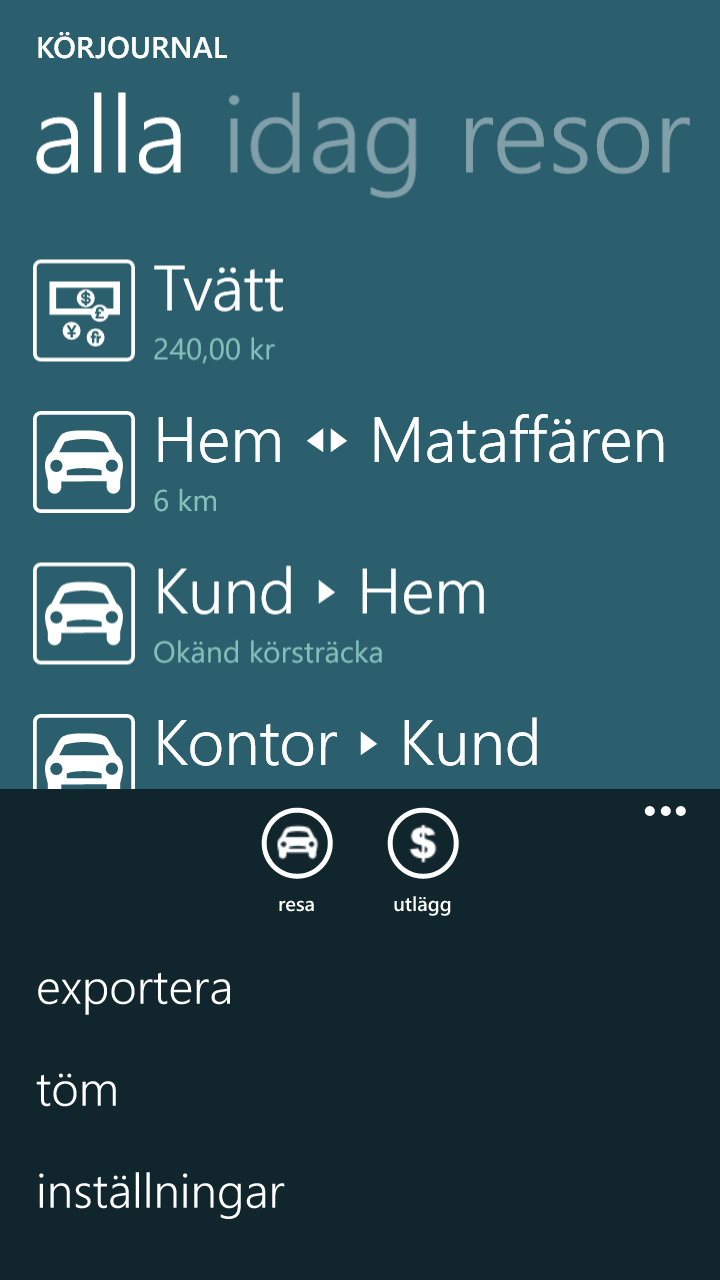 KÖRJOURNAL
alla idag resor
Tvätt
240,00 kr
Hem ◂▸ Mataffären
6 km
Kund ▸ Hem
Okänd körsträcka
Kontor ▸ Kund
resa utlägg
exportera
töm
inställningar